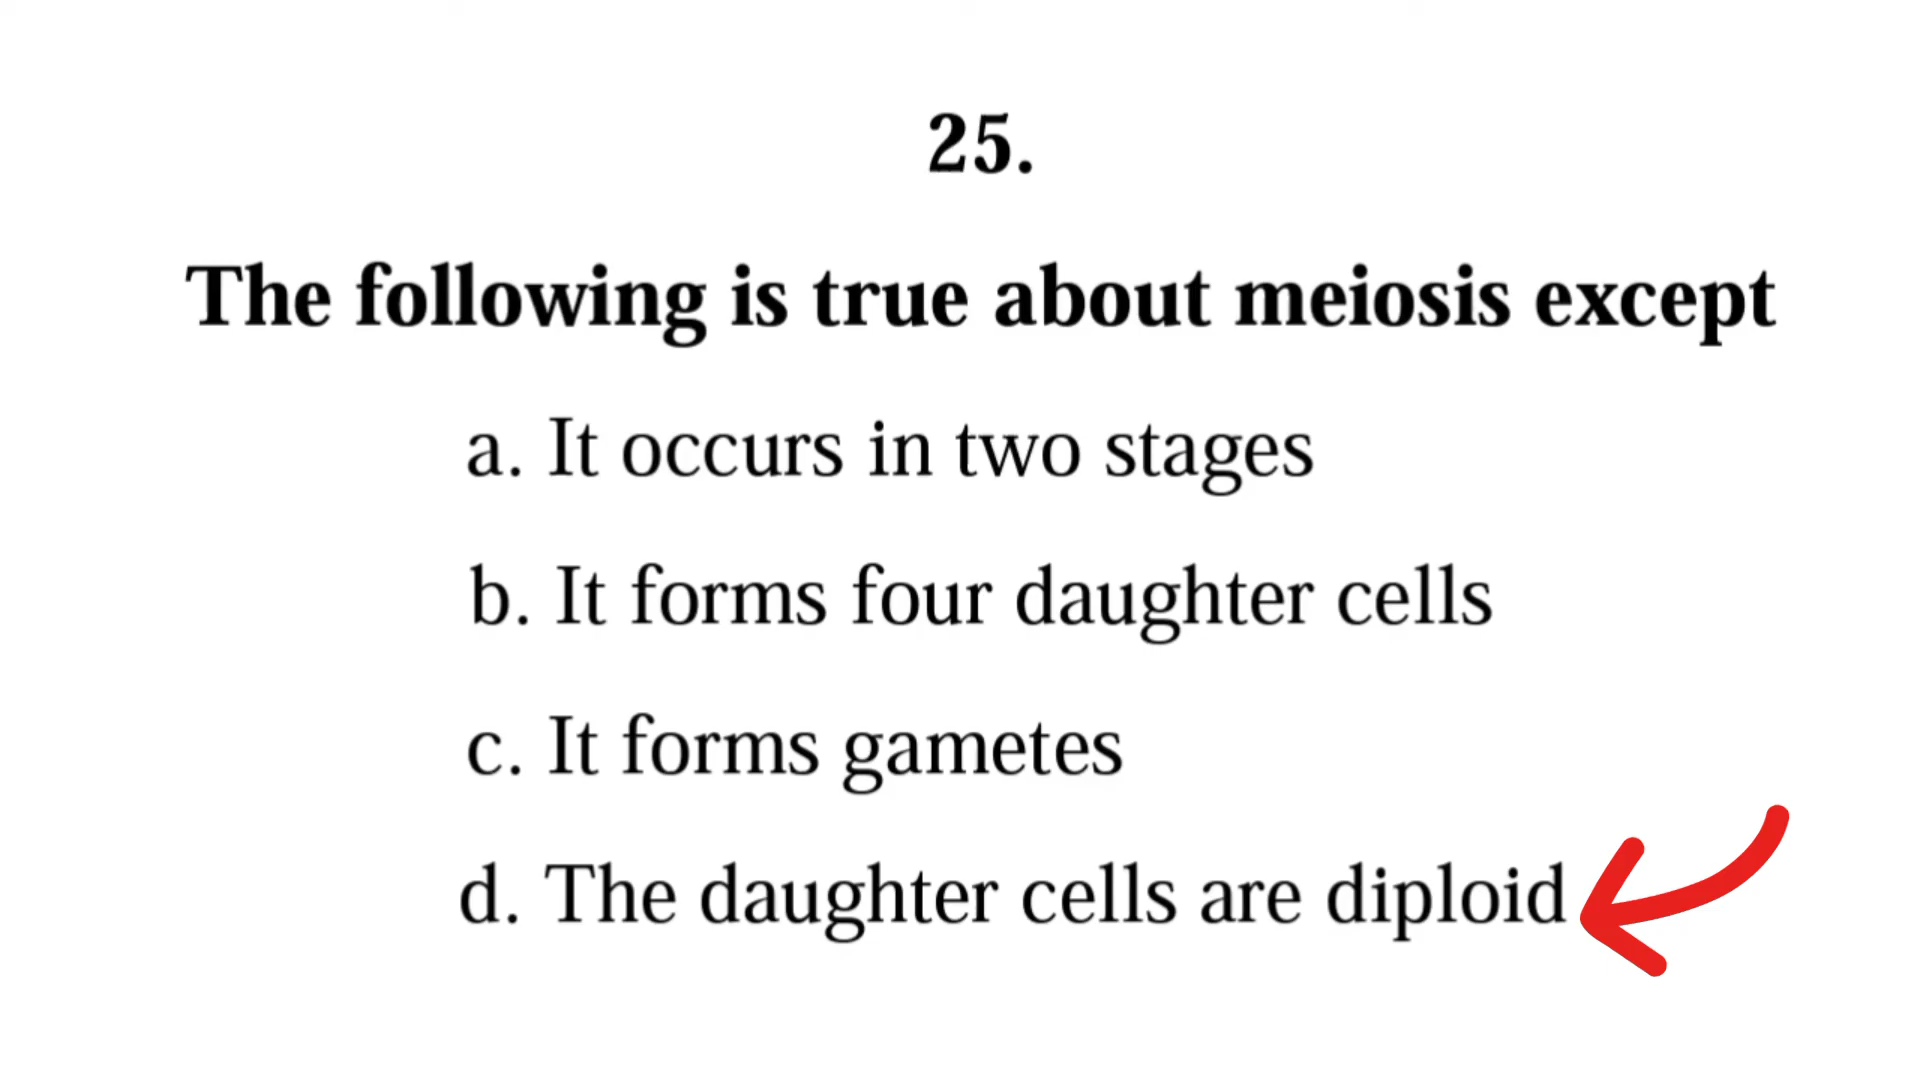 25.
The following is true about meiosis except
a. It occurs in two stages
b. It forms four daughter cells
c. It forms gametes
d. The daughter cells are diploid